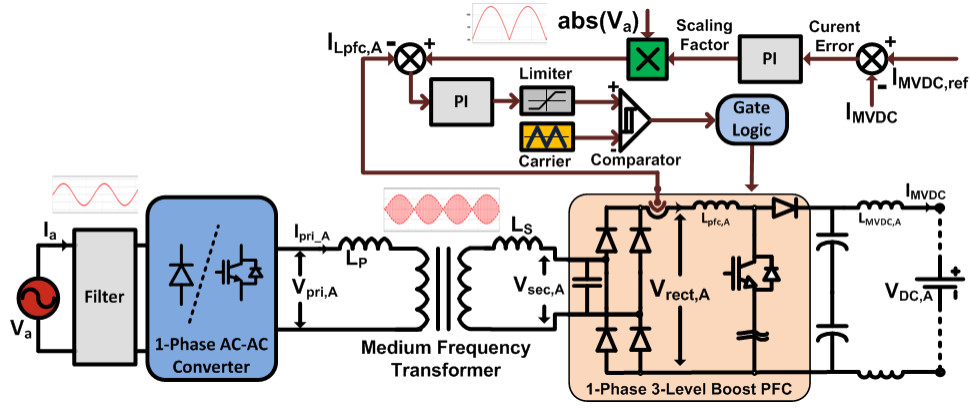 abs(Va)
Scaling
Factor
Curent
Error
ILpfc,A
-
+
PI
+
-
IMVDC,ref
IMVDC
PI
Limiter
Carrier
+
-
Comparator
Gate
Logic
Ia
Va
Filter
1-Phase AC-AC
Converter
Ipri_A
LP
Vpri,A
LS
Vsec,A
Medium Frequency
Transformer
Lpfc,A
Vrect,A
1-Phase 3-Level Boost PFC
IMVDC
LMVDC,A
VDC,A
+
-